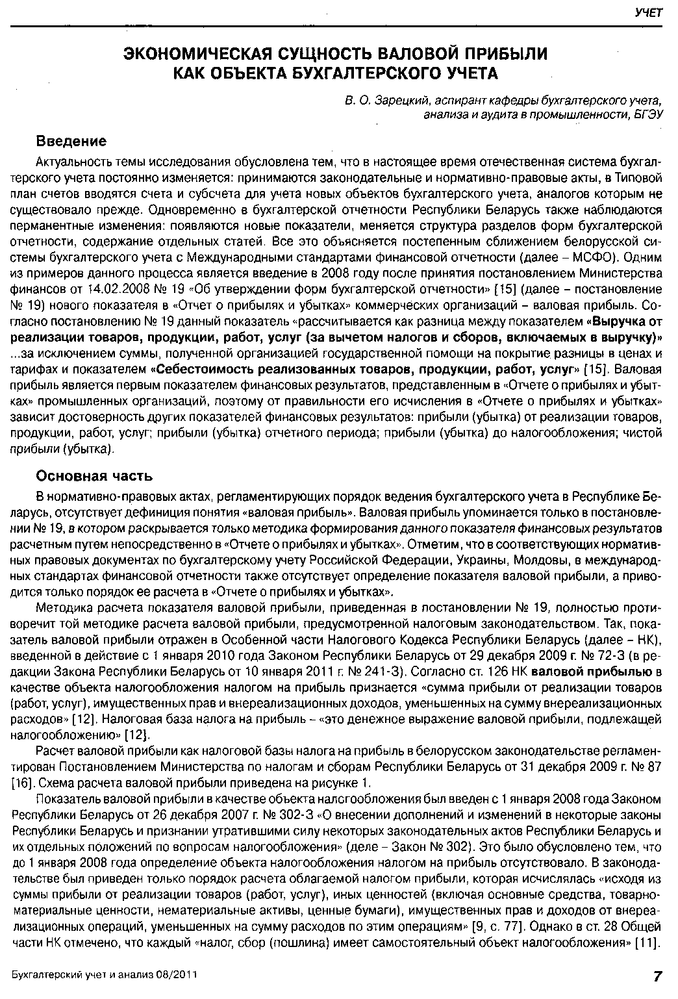 УЧЕТ
ЭКОНОМИЧЕСКАЯ СУЩНОСТЬ ВАЛОВОЙ ПРИБЫЛИ
КАК ОБЪЕКТА БУХГАЛТЕРСКОГО УЧЕТА
В. О. Зарецкий, аспирант кафедры бухгалтерского учета,
анализа и аудита в промышленности, БГЭУ
Введение
Актуальность темы исследования обусловлена тем, что в настоящее время отечественная система бухгал-
терского учета постоянно изменяется: принимаются законодательные и нормативно-правовые акты, в Типовой
план счетов вводятся счета и субсчета для учета новых объектов бухгалтерского учета, аналогов которым не
существовало прежде. Одновременно в бухгалтерской отчетности Республики Беларусь также наблюдаются
перманентные изменения: появляются новые показатели, меняется структура разделов форм бухгалтерской
отчетности, содержание отдельных статей. Все это объясняется постепенным сближением белорусской си-
стемы бухгалтерского учета с Международными стандартами финансовой отчетности (далее – МСФО). Одним
из примеров данного процесса является введение в 2008 году после принятия постановлением Министерства
финансов от 14.02.2008 № 19 «Об утверждении форм бухгалтерской отчетности» [15] (далее – постановление
№ 19) нового показателя в «Отчет о прибылях и убытках» коммерческих организаций – валовая прибыль. Со-
гласно постановлению № 19 данный показатель «рассчитывается как разница между показателем «Выручка от
реализации товаров, продукции, работ, услуг (за вычетом налогов и сборов, включаемых в выручку)»
...за исключением суммы, полученной организацией государственной помощи на покрытие разницы в ценах и
тарифах и показателем «Себестоимость реализованных товаров, продукции, работ, услуг» [15]. Валовая
прибыль является первым показателем финансовых результатов, представленным в «Отчете о прибылях и убыт-
ках» промышленных организаций, поэтому от правильности его исчисления в «Отчете о прибылях и убытках»
зависит достоверность других показателей финансовых результатов: прибыли (убытка) от реализации товаров,
продукции, работ, услуг; прибыли (убытка) отчетного периода; прибыли (убытка) до налогообложения; чистой
прибыли (убытка).
Основная часть
В нормативно-правовых актах, регламентирующих порядок ведения бухгалтерского учета в Республике Бе-
ларусь, отсутствует дефиниция понятия «валовая прибыль». Валовая прибыль упоминается только в постановле-
нии № 19, в котором раскрывается только методика формирования данного показателя финансовых результатов
расчетным путем непосредственно в «Отчете о прибылях и убытках». Отметим, что в соответствующих норматив-
ных правовых документах по бухгалтерскому учету Российской Федерации, Украины, Молдовы, в международ-
ных стандартах финансовой отчетности также отсутствует определение показателя валовой прибыли, а приво-
дится только порядок ее расчета в «Отчете о прибылях и убытках».
Методика расчета показателя валовой прибыли, приведенная в постановлении № 19, полностью проти-
воречит той методике расчета валовой прибыли, предусмотренной налоговым законодательством. Так, пока-
затель валовой прибыли отражен в Особенной части Налогового Кодекса Республики Беларусь (далее – НК),
введенной в действие с 1 января 2010 года Законом Республики Беларусь от 29 декабря 2009 г. № 72-З (в ре-
дакции Закона Республики Беларусь от 10 января 2011 г. № 241-З). Согласно ст. 126 НК валовой прибылью в
качестве объекта налогообложения налогом на прибыль признается «сумма прибыли от реализации товаров
(работ, услуг), имущественных прав и внереализационных доходов, уменьшенных на сумму внереализационных
расходов» [12]. Налоговая база налога на прибыль – «это денежное выражение валовой прибыли, подлежащей
налогообложению» [12].
Расчет валовой прибыли как налоговой базы налога на прибыль в белорусском законодательстве регламен-
тирован Постановлением Министерства по налогам и сборам Республики Беларусь от 31 декабря 2009 г. № 87
[16]. Схема расчета валовой прибыли приведена на рисунке 1.
Показатель валовой прибыли в качестве объекта налогообложения был введен с 1 января 2008 года Законом
Республики Беларусь от 26 декабря 2007 г. № 302-З «О внесении дополнений и изменений в некоторые законы
Республики Беларусь и признании утратившими силу некоторых законодательных актов Республики Беларусь и
их отдельных положений по вопросам налогообложения» (деле – Закон № 302). Это было обусловлено тем, что
до 1 января 2008 года определение объекта налогообложения налогом на прибыль отсутствовало. В законода-
тельстве был приведен только порядок расчета облагаемой налогом прибыли, которая исчислялась «исходя из
суммы прибыли от реализации товаров (работ, услуг), иных ценностей (включая основные средства, товарно-
материальные ценности, нематериальные активы, ценные бумаги), имущественных прав и доходов от внереа-
лизационных операций, уменьшенных на сумму расходов по этим операциям» [9, с. 77]. Однако в ст. 28 Общей
части НК отмечено, что каждый «налог, сбор (пошлина) имеет самостоятельный объект налогообложения» [11].
Бухгалтерский учет и анализ 08/2011
7